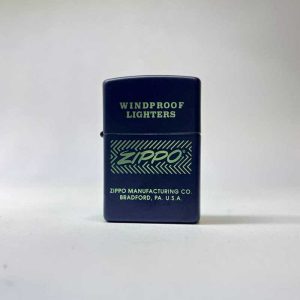 WINDPROOF
LIGHTERS
ZIPPO
ZIPPO MANUFACTURING CO.
BRADFORD, PA. U.S.A.